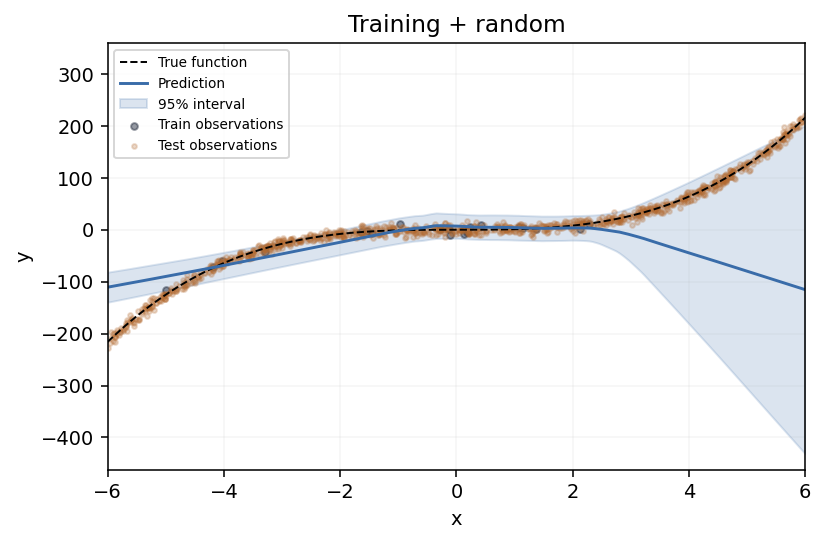 Training + random
True function
Prediction
95% interval
Train observations
Test observations
300
200
100
0
−100
−200
−300
−400
y
−6
−4
−2
0
2
4
6
x